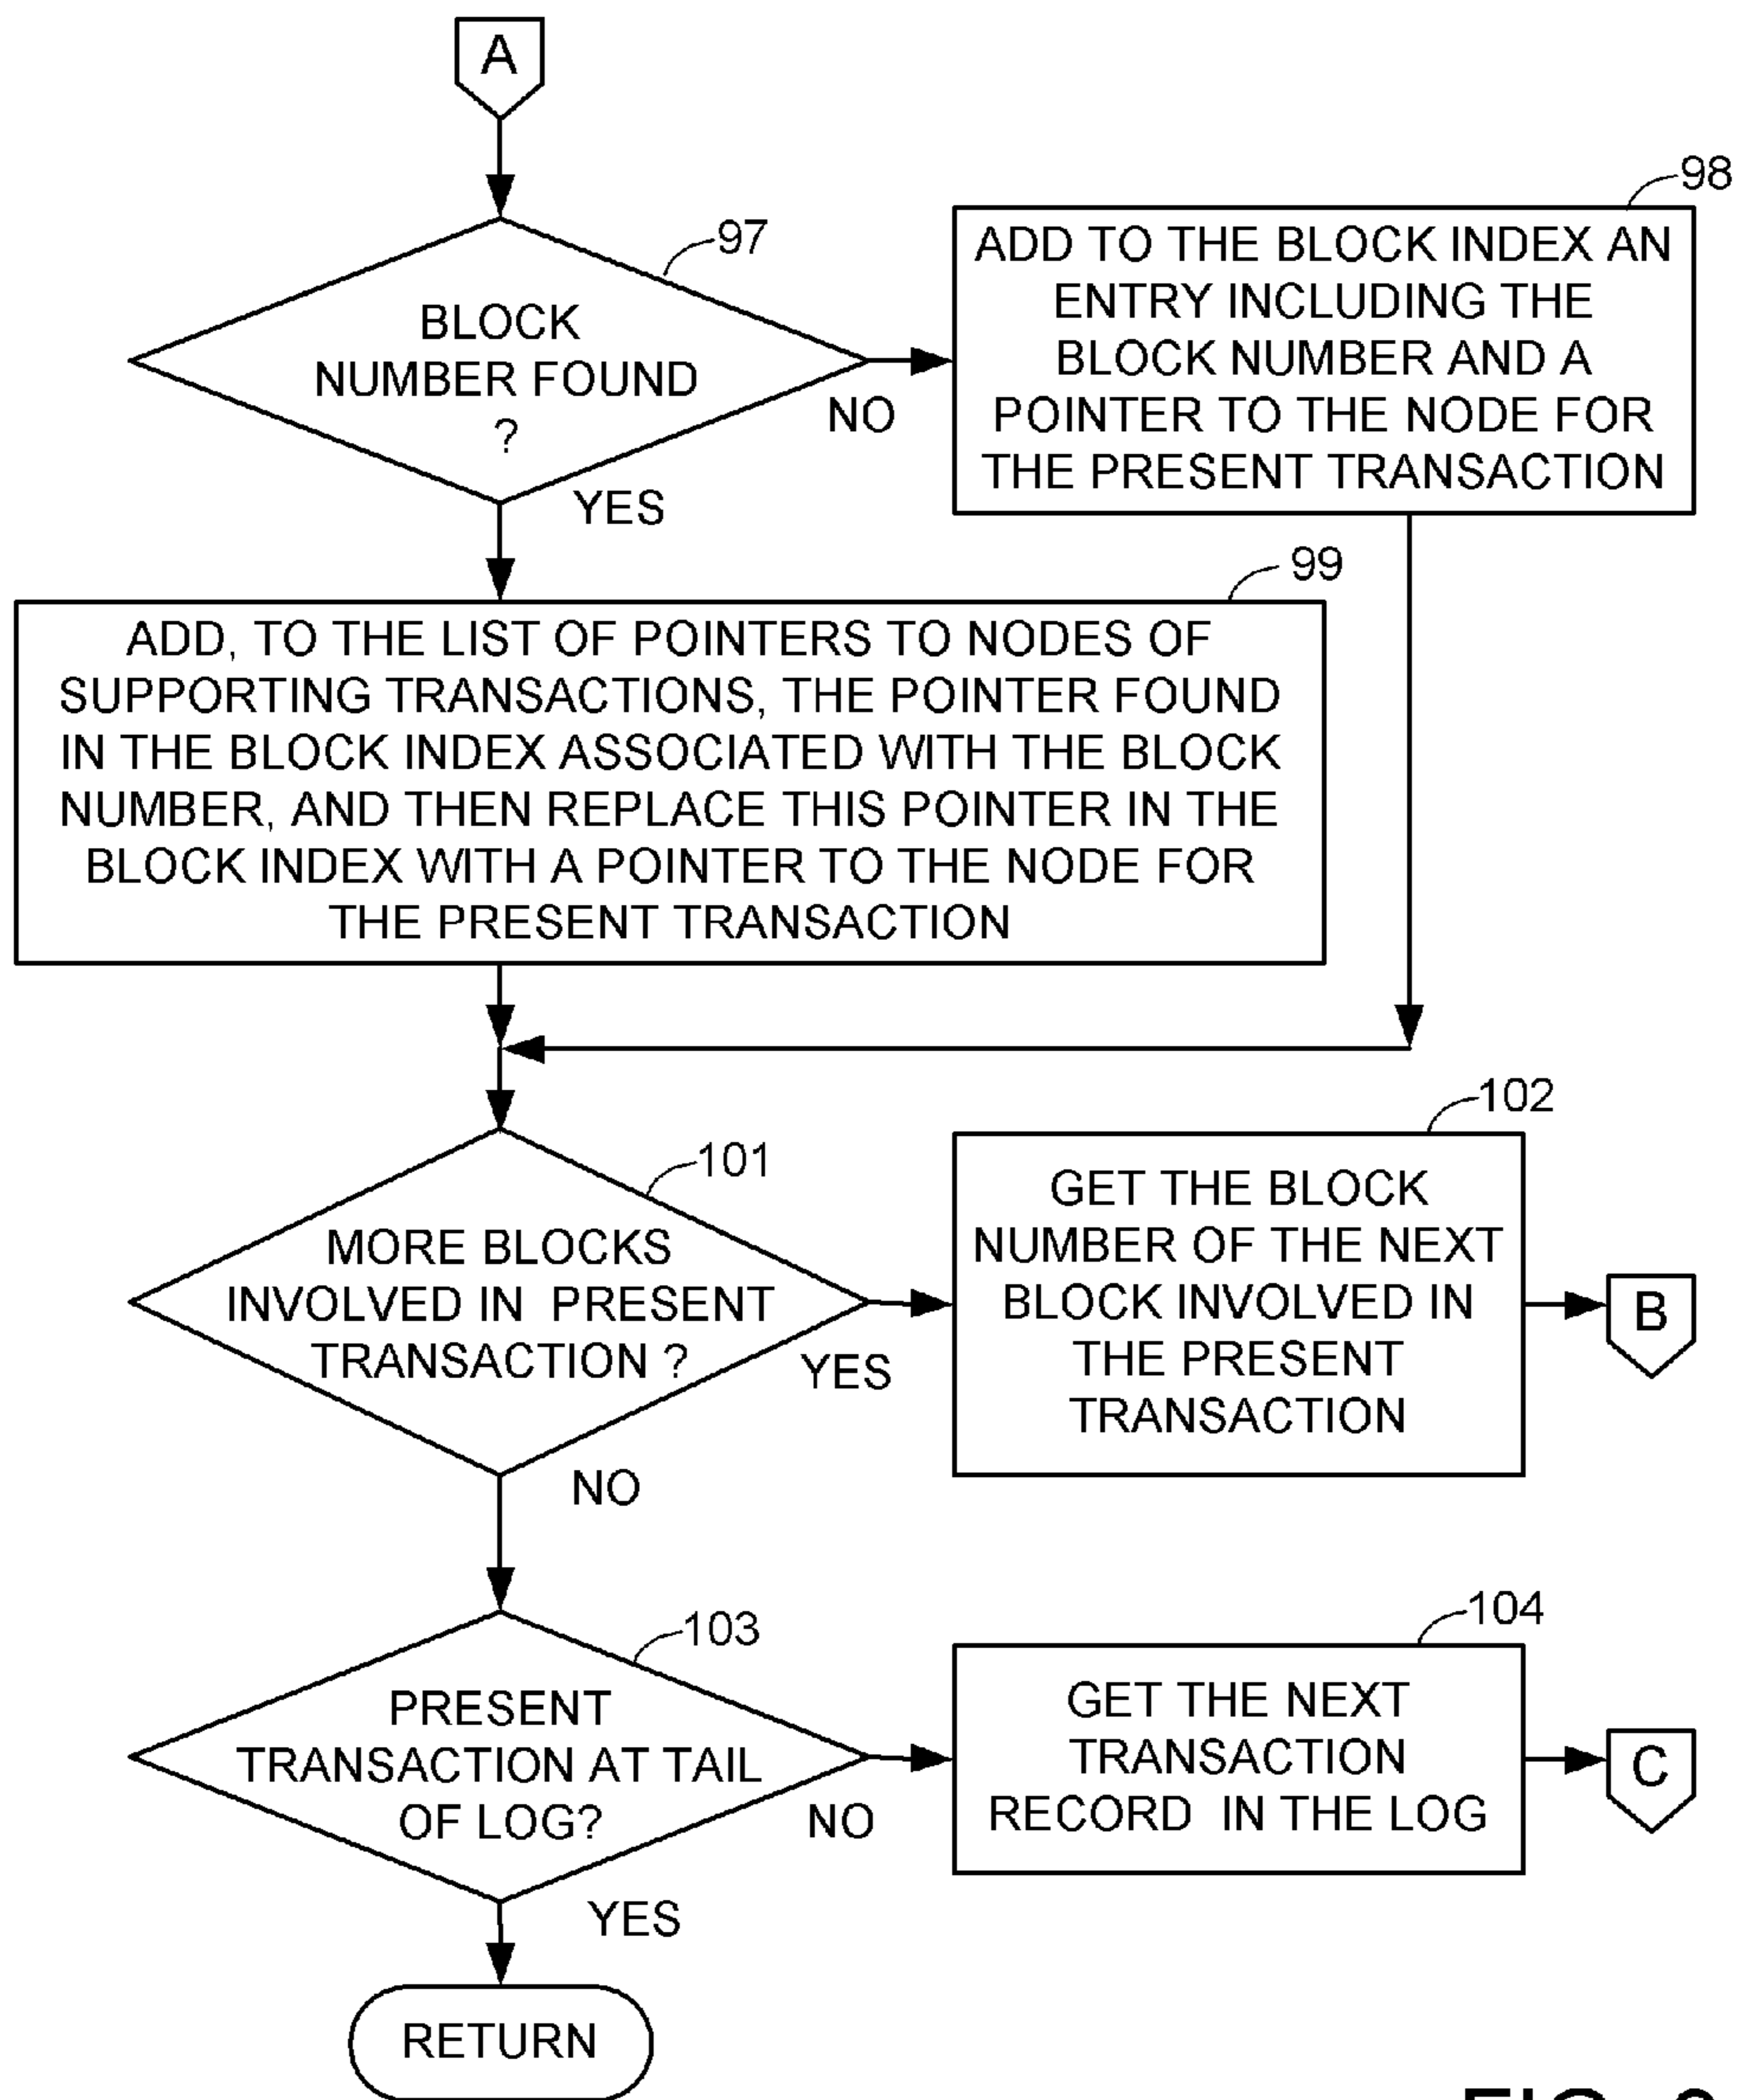 A
97
BLOCK
NUMBER FOUND
?
NO
YES
98
ADD TO THE BLOCK INDEX AN
ENTRY INCLUDING THE
BLOCK NUMBER AND A
POINTER TO THE NODE FOR
THE PRESENT TRANSACTION
99
ADD, TO THE LIST OF POINTERS TO NODES OF
SUPPORTING TRANSACTIONS, THE POINTER FOUND
IN THE BLOCK INDEX ASSOCIATED WITH THE BLOCK
NUMBER, AND THEN REPLACE THIS POINTER IN THE
BLOCK INDEX WITH A POINTER TO THE NODE FOR
THE PRESENT TRANSACTION
101
MORE BLOCKS
INVOLVED IN PRESENT
TRANSACTION ?
YES
NO
102
GET THE BLOCK
NUMBER OF THE NEXT
BLOCK INVOLVED IN
THE PRESENT
TRANSACTION
B
103
PRESENT
TRANSACTION AT TAIL
OF LOG?
NO
YES
104
GET THE NEXT
TRANSACTION
RECORD IN THE LOG
C
RETURN